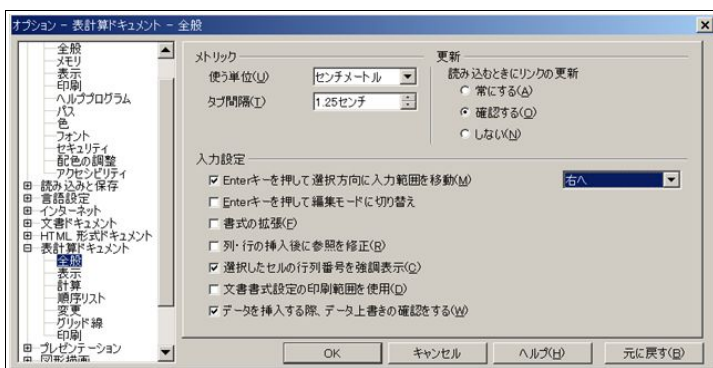 オプション - 表計算ドキュメント - 全般
全般
メモリ
表示
印刷
ヘルププログラム
パス
色
フォント
セキュリティ
配色の調整
アクセシビリティ
読み込みと保存
言語設定
インターネット
文書ドキュメント
HTML 形式ドキュメント
表計算ドキュメント
全般
表示
計算
順序リスト
変更
グリッド線
印刷
プレゼンテーション
図形描画
メトリック
使う単位(U) センチメートル
タブ間隔(T) 1.25センチ
更新
読み込むときにリンクの更新
常にする(A)
確認する(O)
しない(N)
入力設定
Enterキーを押して選択方向に入力範囲を移動(M) 右へ
Enterキーを押して編集モードに切り替え
書式の拡張(F)
列・行の挿入後に参照を修正(R)
選択したセルの行列番号を強調表示(C)
文書書式設定の印刷範囲を使用(D)
データを挿入する際、データ上書きの確認をする(W)
OK キャンセル ヘルプ(H) 元に戻す(B)